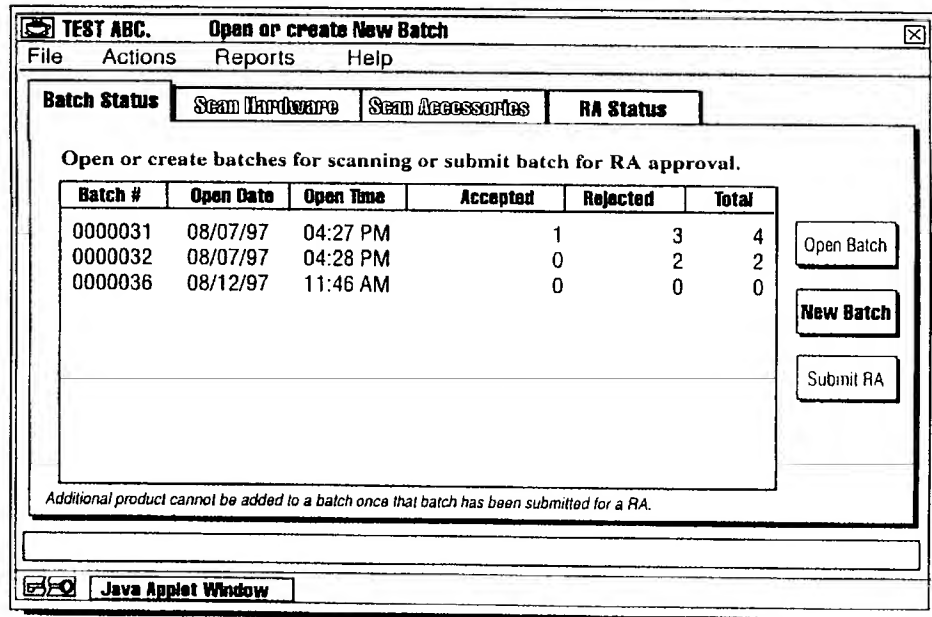 TEST ABC. Open or create New Batch
File Actions Reports Help
Batch Status Scan Hardware Scan Accessories RA Status
Open or create batches for scanning or submit batch for RA approval.
Batch # Open Date Open Time Accepted Rejected Total
0000031 08/07/97 04:27 PM 1 3 4
0000032 08/07/97 04:28 PM 0 2 2
0000036 08/12/97 11:46 AM 0 0 0
Open Batch
New Batch
Submit RA
Additional product cannot be added to a batch once that batch has been submitted for a RA.
Java Applet Window